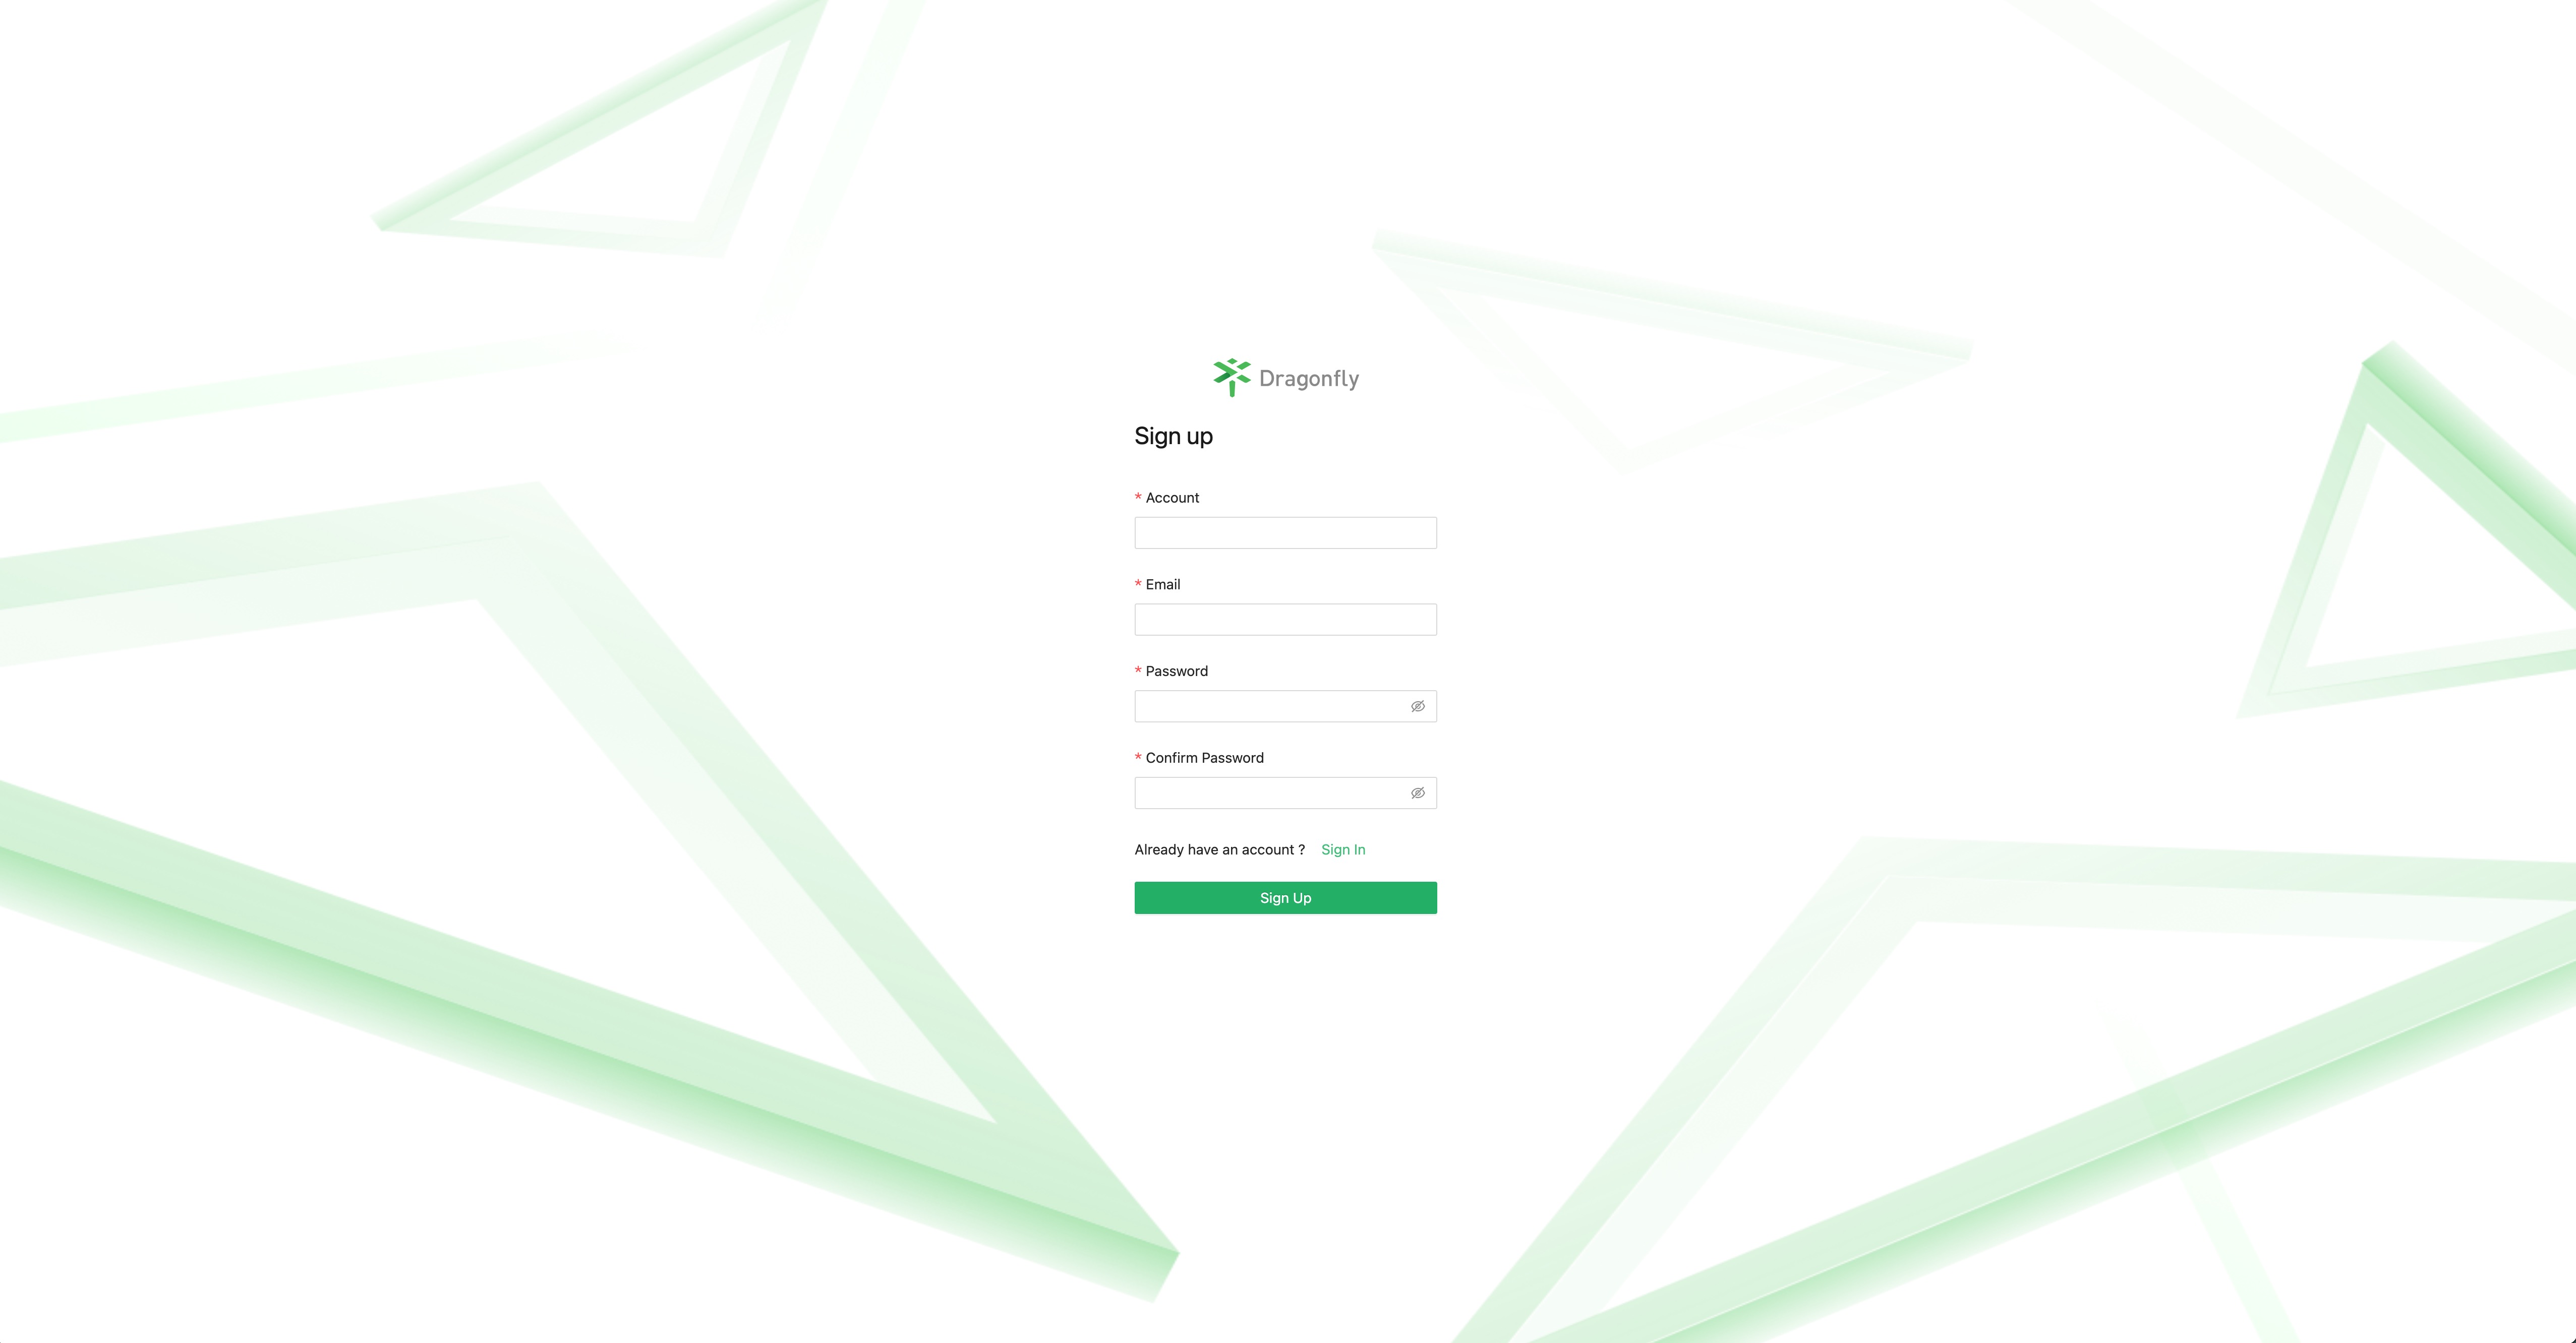 Dragonfly
Sign up
* Account
* Email
* Password
* Confirm Password
Already have an account ? Sign In
Sign Up